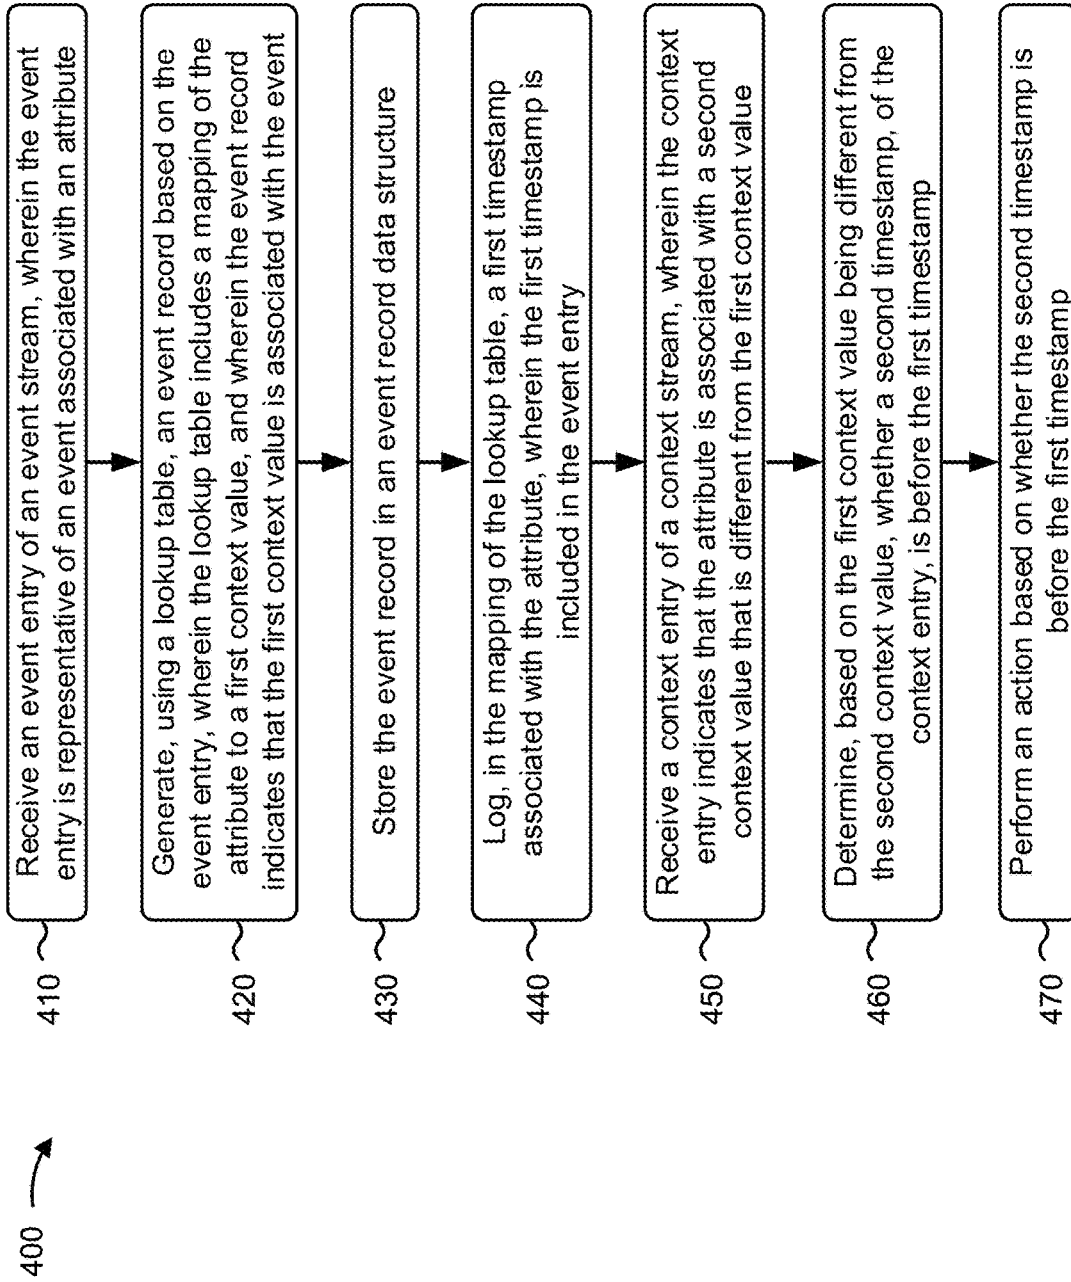 400
410
Receive an event entry of an event stream, wherein the event
entry is representative of an event associated with an attribute
420
Generate, using a lookup table, an event record based on the
event entry, wherein the lookup table includes a mapping of the
attribute to a first context value, and wherein the event record
indicates that the first context value is associated with the event
430
Store the event record in an event record data structure
440
Log, in the mapping of the lookup table, a first timestamp
associated with the attribute, wherein the first timestamp is
included in the event entry
450
Receive a context entry of a context stream, wherein the context
entry indicates that the attribute is associated with a second
context value that is different from the first context value
460
Determine, based on the first context value being different from
the second context value, whether a second timestamp, of the
context entry, is before the first timestamp
470
Perform an action based on whether the second timestamp is
before the first timestamp